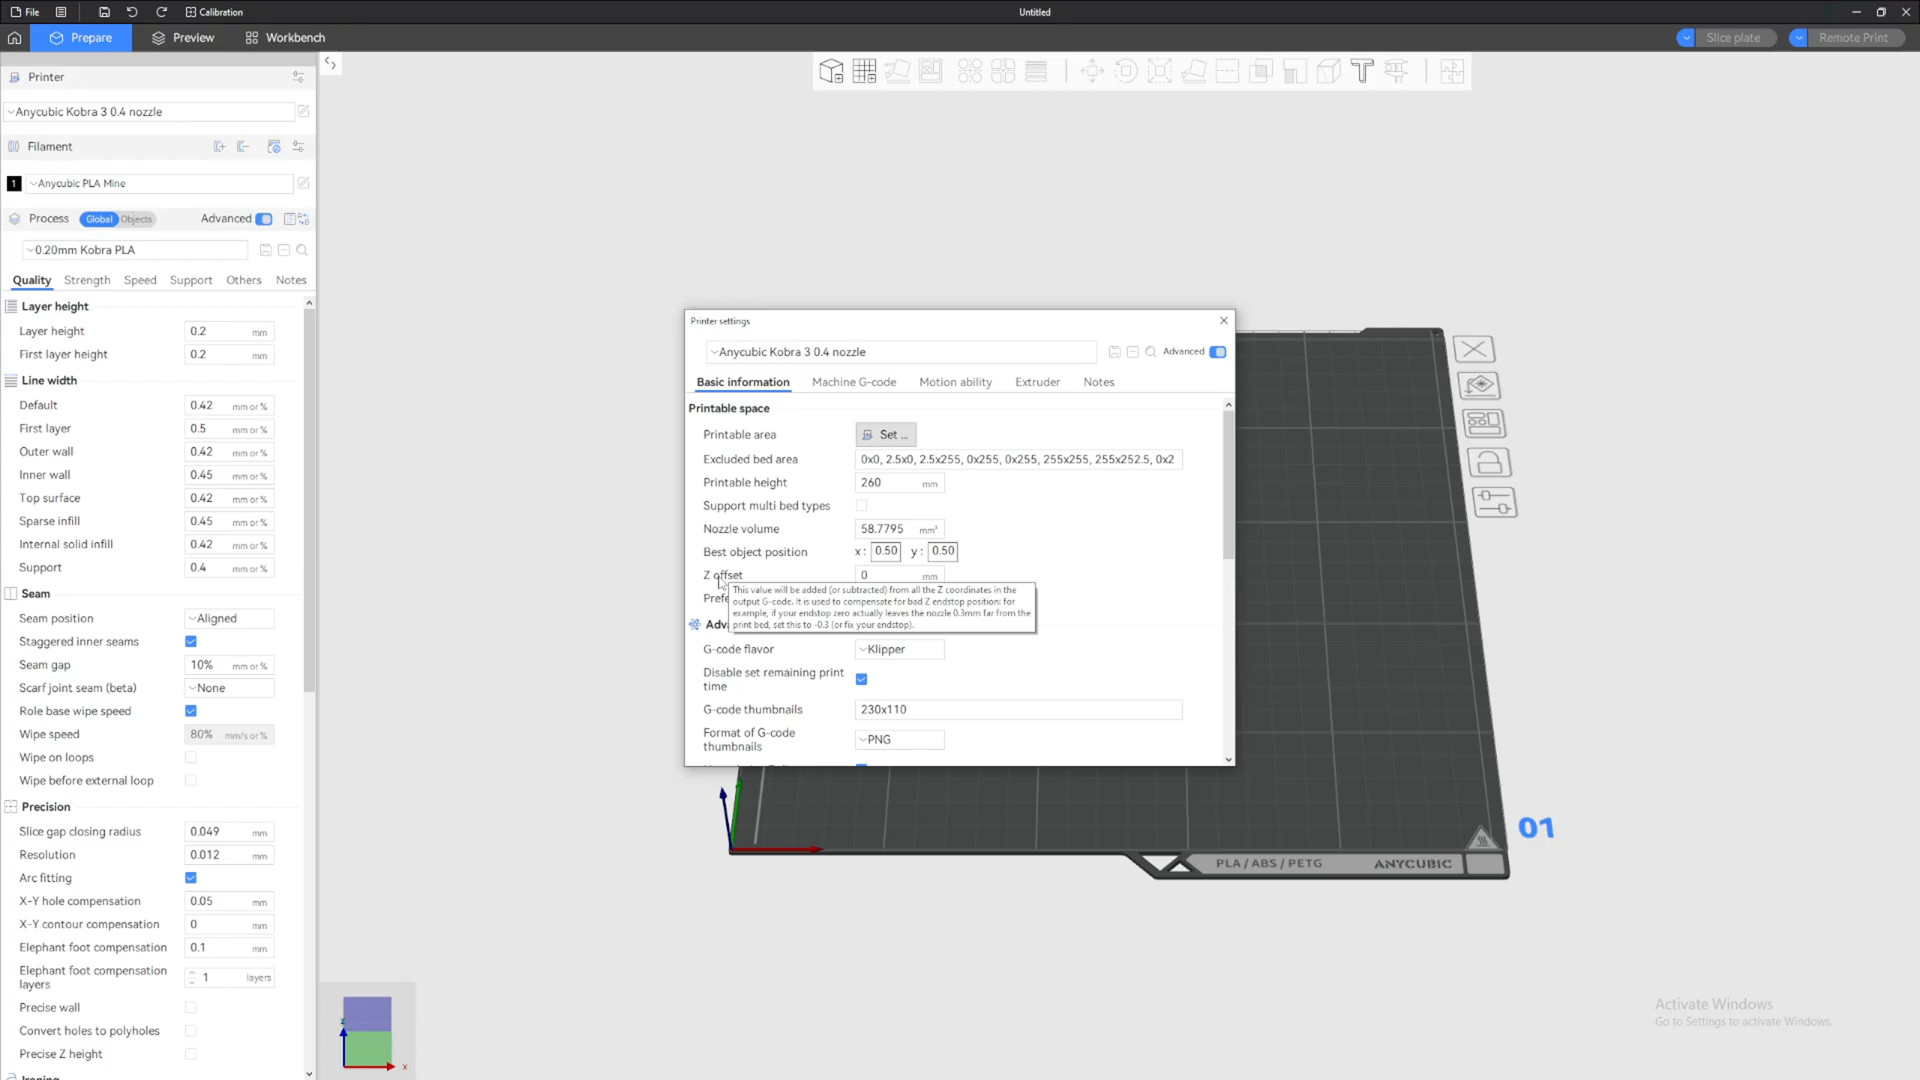 File
Calibration
Untitled
Prepare
Preview
Workbench
Slice plate
Remote Print
Printer
Anycubic Kobra 3 0.4 nozzle
Filament
1
Anycubic PLA Mine
Process
Global
Objects
Advanced
0.20mm Kobra PLA
Quality Strength Speed Support Others Notes
Layer height
Layer height 0.2 mm
First layer height 0.2 mm
Line width
Default 0.42 mm or %
First layer 0.5 mm or %
Outer wall 0.42 mm or %
Inner wall 0.45 mm or %
Top surface 0.42 mm or %
Sparse infill 0.45 mm or %
Internal solid infill 0.42 mm or %
Support 0.4 mm or %
Seam
Seam position Aligned
Staggered inner seams
Seam gap 10% mm or %
Scarf joint seam (beta) None
Role base wipe speed
Wipe speed 80% mm/s or %
Wipe on loops
Wipe before external loop
Precision
Slice gap closing radius 0.049 mm
Resolution 0.012 mm
Arc fitting
X-Y hole compensation 0.05 mm
X-Y contour compensation 0 mm
Elephant foot compensation 0.1 mm
Elephant foot compensation
layers 1 layers
Precise wall
Convert holes to polyholes
Precise Z height
Ironing
Printer settings
Anycubic Kobra 3 0.4 nozzle
Advanced
Basic information Machine G-code Motion ability Extruder Notes
Printable space
Printable area Set ...
Excluded bed area 0x0, 2.5x0, 2.5x255, 0x255, 0x255, 255x255, 255x252.5, 0x2
Printable height 260 mm
Support multi bed types
Nozzle volume 58.7795 mm³
Best object position x: 0.50 y: 0.50
Z offset 0 mm
Prefe
This value will be added (or subtracted) from all the Z coordinates in the
output G-code. It is used to compensate for bad Z endstop position: for
example, if your endstop zero actually leaves the nozzle 0.3mm far from the
print bed, set this to -0.3 (or fix your endstop).
Adv
G-code flavor Klipper
Disable set remaining print
time
G-code thumbnails 230x110
Format of G-code
thumbnails PNG
01
PLA / ABS / PETG
ANYCUBIC
z
x
Activate Windows
Go to Settings to activate Windows.